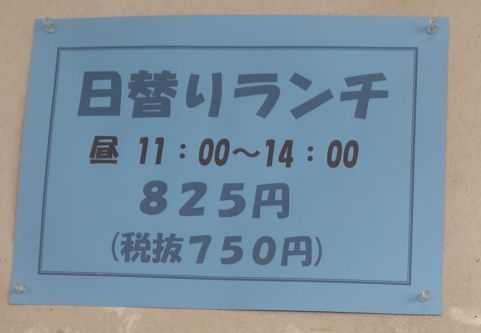 日替りランチ
昼 11：00～14：00
８２５円
(税抜７５０円)